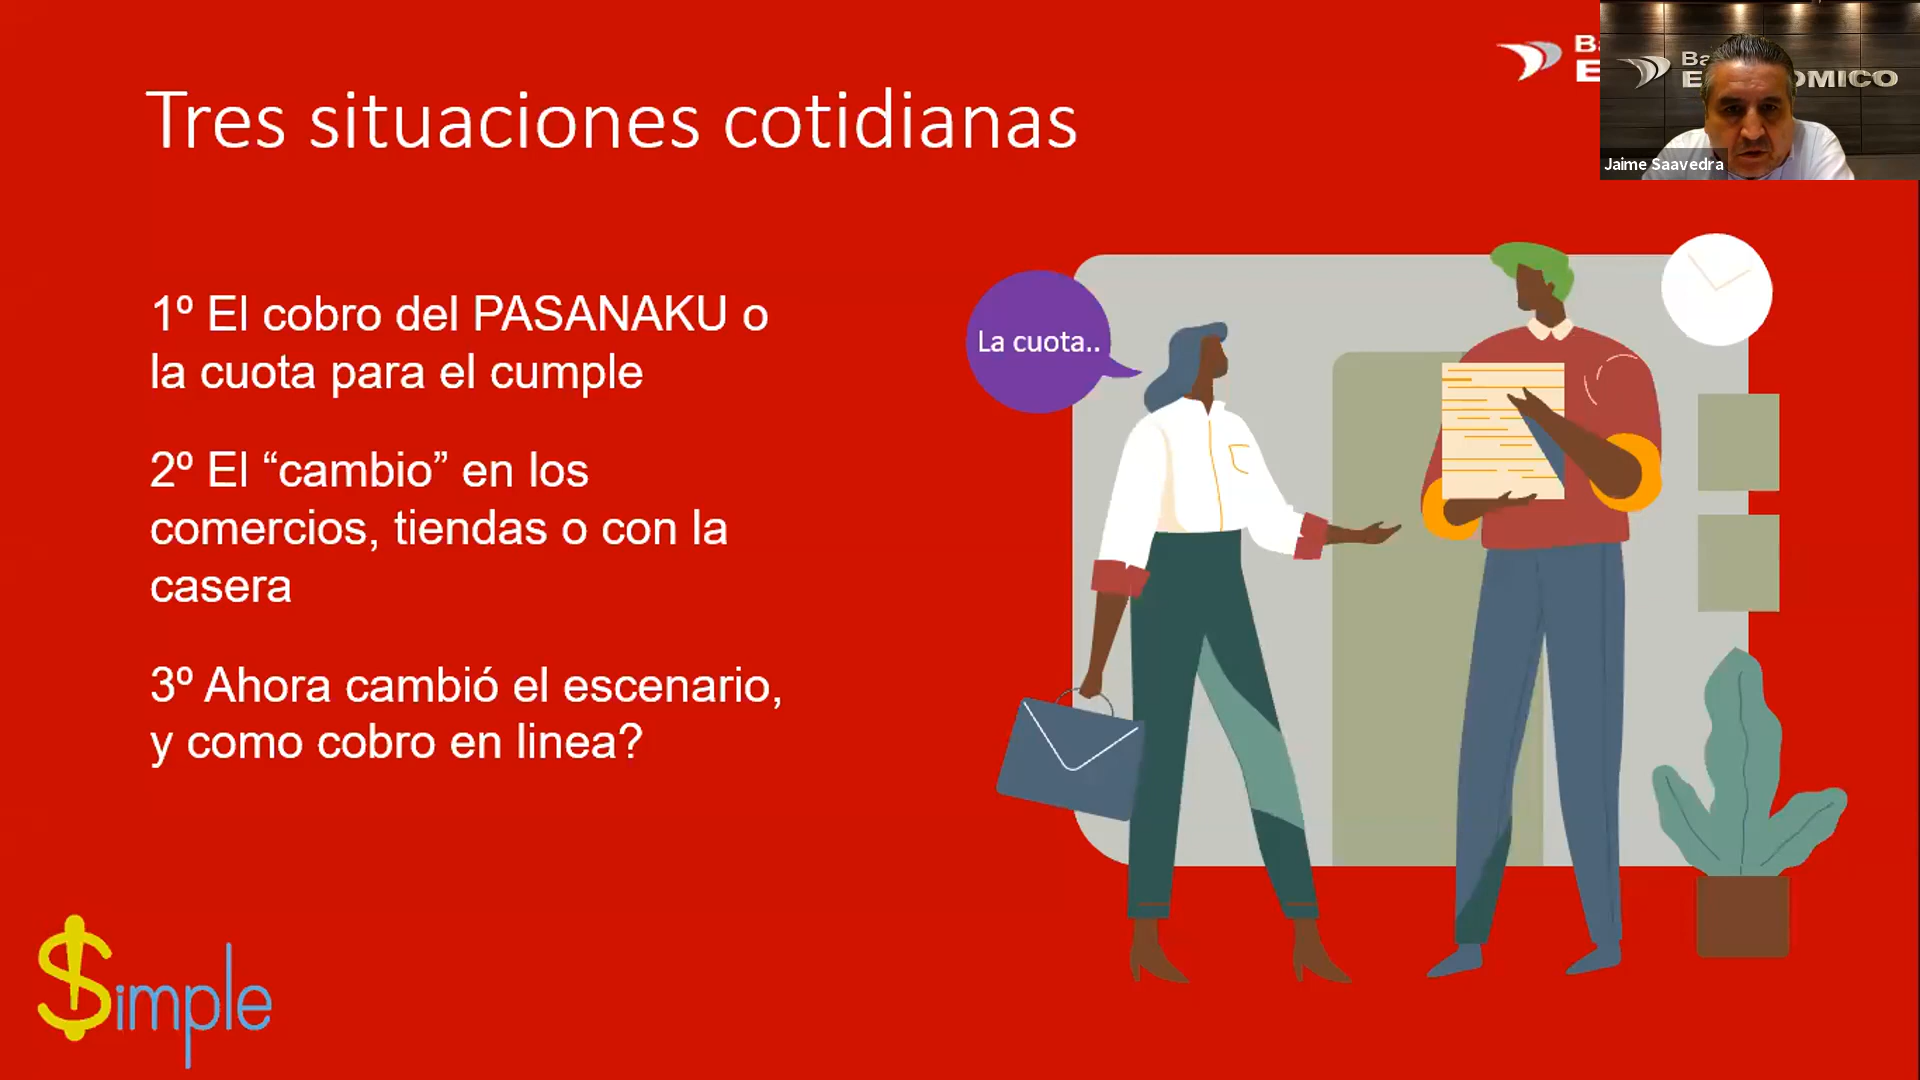 Tres situaciones cotidianas
1º El cobro del PASANAKU o
la cuota para el cumple
2º El “cambio” en los
comercios, tiendas o con la
casera
3º Ahora cambió el escenario,
y como cobro en linea?
La cuota..
Jaime Saavedra
$imple